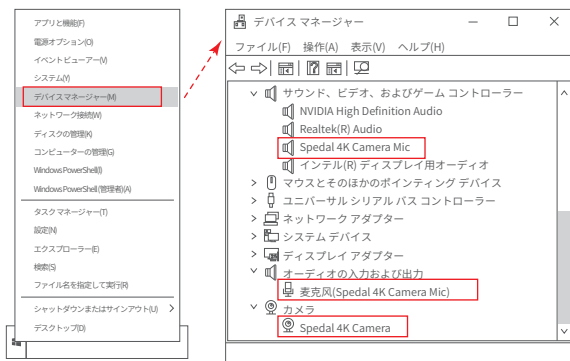 アプリと機能(F)
電源オプション(O)
イベントビューアー(V)
システム(Y)
デバイスマネージャー(M)
ネットワーク接続(W)
ディスクの管理(K)
コンピューターの管理(G)
Windows PowerShell(I)
Windows PowerShell (管理者)(A)
タスクマネージャー(T)
設定(N)
エクスプローラー(E)
検索(S)
ファイル名を指定して実行(R)
シャットダウンまたはサインアウト(U)
デスクトップ(D)
デバイス マネージャー
ファイル(F) 操作(A) 表示(V) ヘルプ(H)
サウンド、ビデオ、およびゲーム コントローラー
NVIDIA High Definition Audio
Realtek(R) Audio
Spedal 4K Camera Mic
インテル(R) ディスプレイ用オーディオ
マウスとそのほかのポインティング デバイス
ユニバーサル シリアル バス コントローラー
ネットワーク アダプター
システム デバイス
ディスプレイ アダプター
オーディオの入力および出力
麦克风(Spedal 4K Camera Mic)
カメラ
Spedal 4K Camera